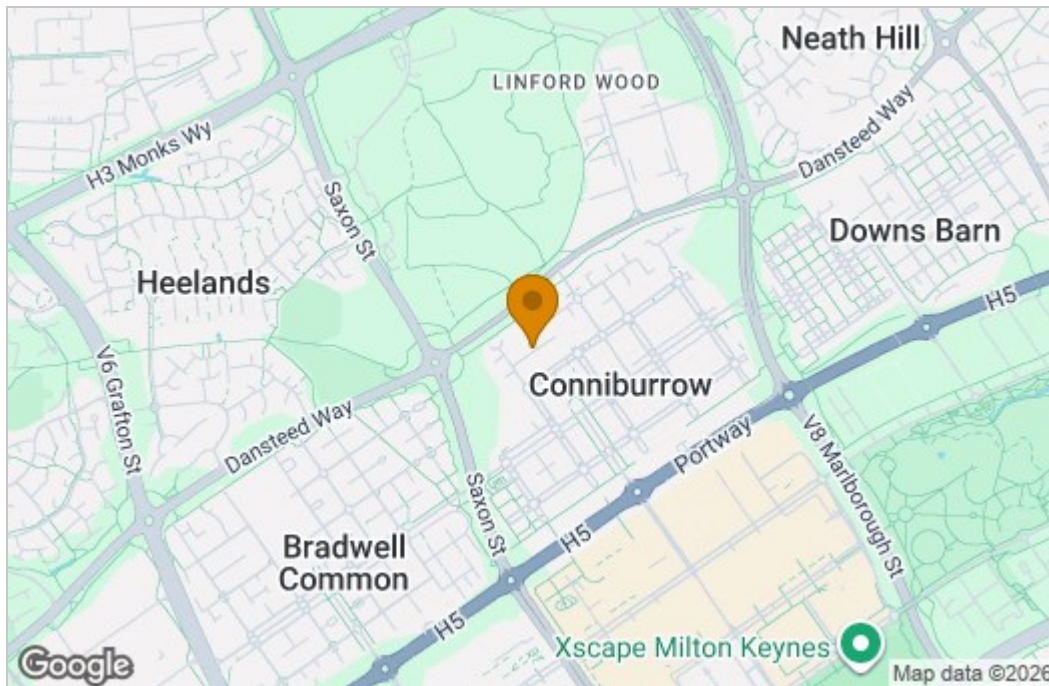 Neath Hill
LINFORD WOOD
Dansteed Way
H3 Monks Wy
Saxon St
Downs Barn
Heelands
H5
V6 Grafton St
Conniburrow
Dansteed Way
Portway
V8 Marlborough St
Saxon St
Bradwell
Common
H5
H5
Xscape Milton Keynes
Google
Map data ©2026